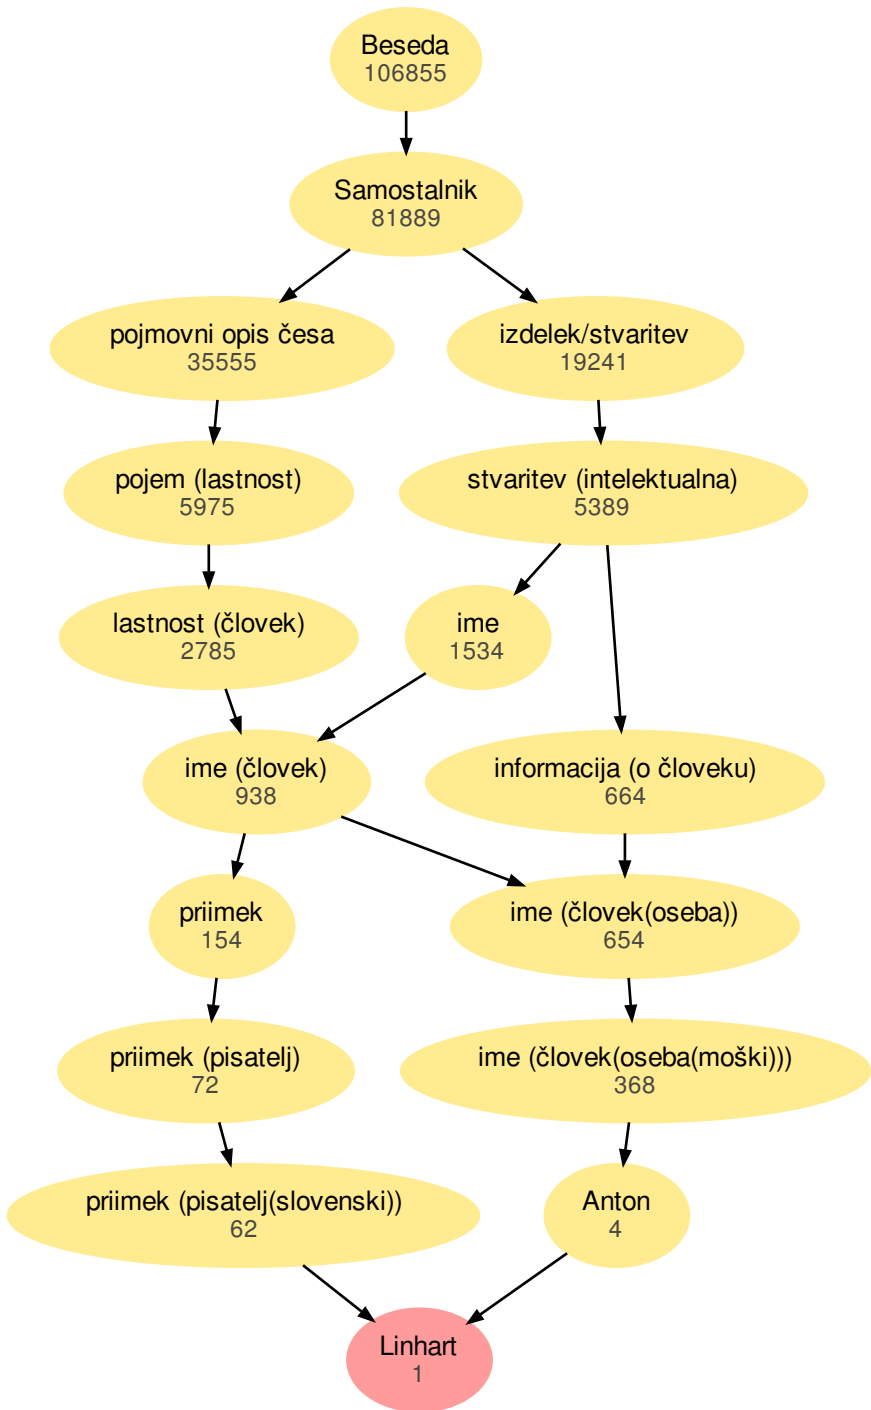 Beseda
106855
Samostalnik
81889
pojmovni opis česa
35555
izdelek/stvaritev
19241
pojem (lastnost)
5975
stvaritev (intelektualna)
5389
lastnost (človek)
2785
ime
1534
ime (človek)
938
informacija (o človeku)
664
priimek
154
ime (človek(oseba))
654
priimek (pisatelj)
72
ime (človek(oseba(moški)))
368
priimek (pisatelj(slovenski))
62
Anton
4
Linhart
1